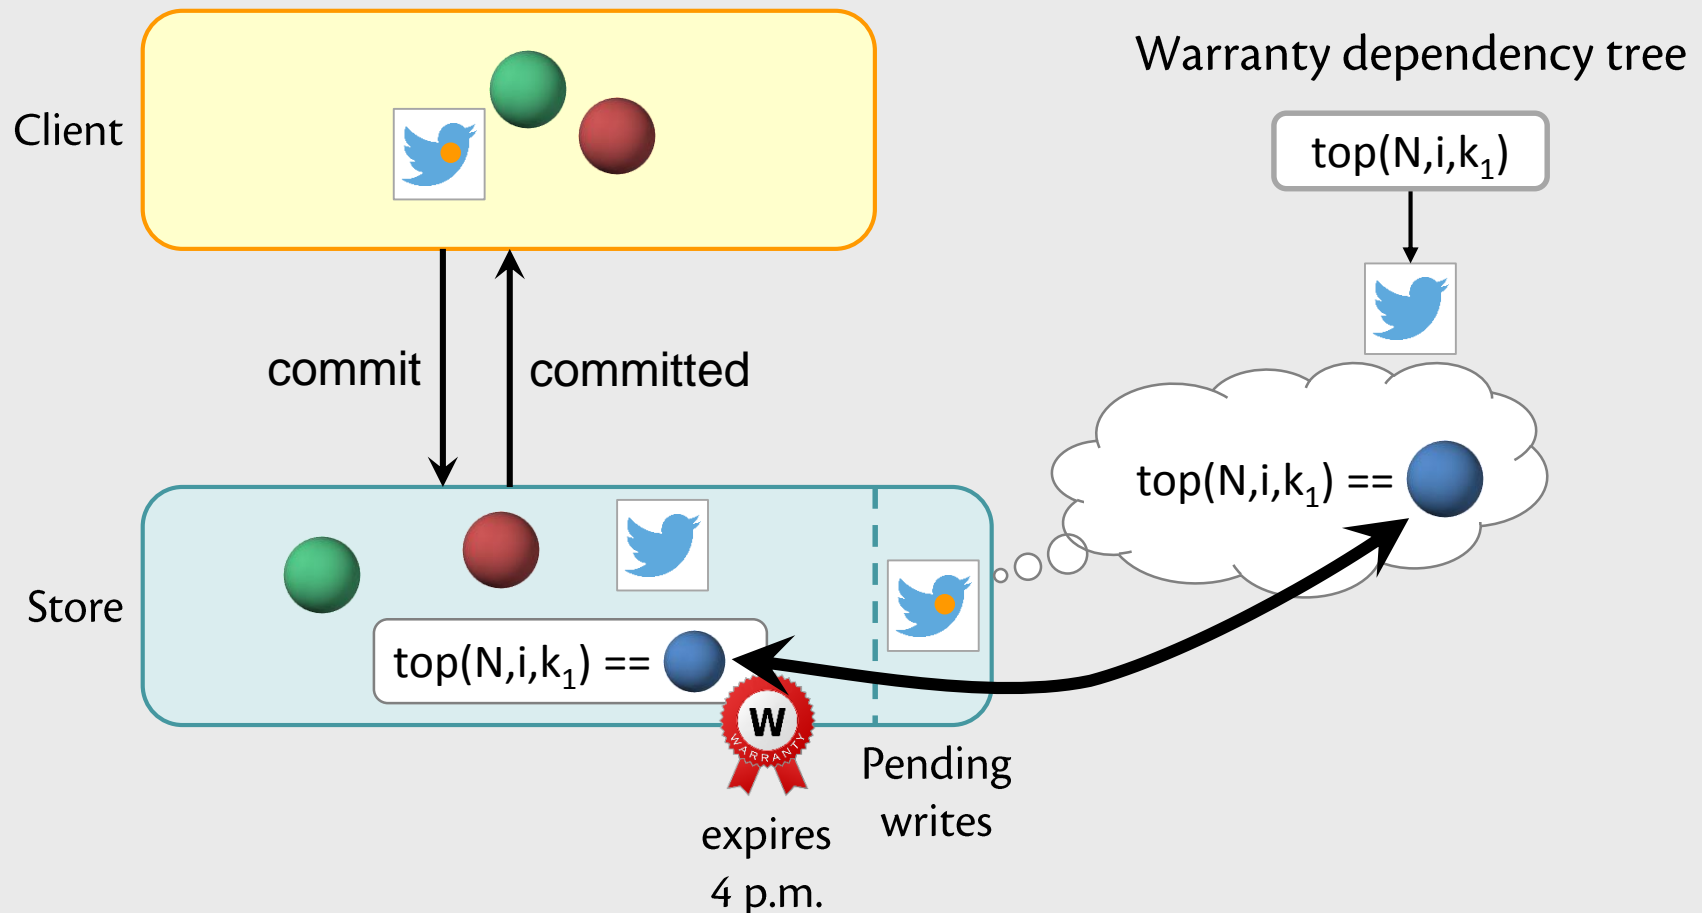 Warranty dependency tree
Client
top(N,i,k₁)
commit
committed
top(N,i,k₁) ==
Store
top(N,i,k₁) ==
W
WARRANTY
Pending
writes
expires
4 p.m.